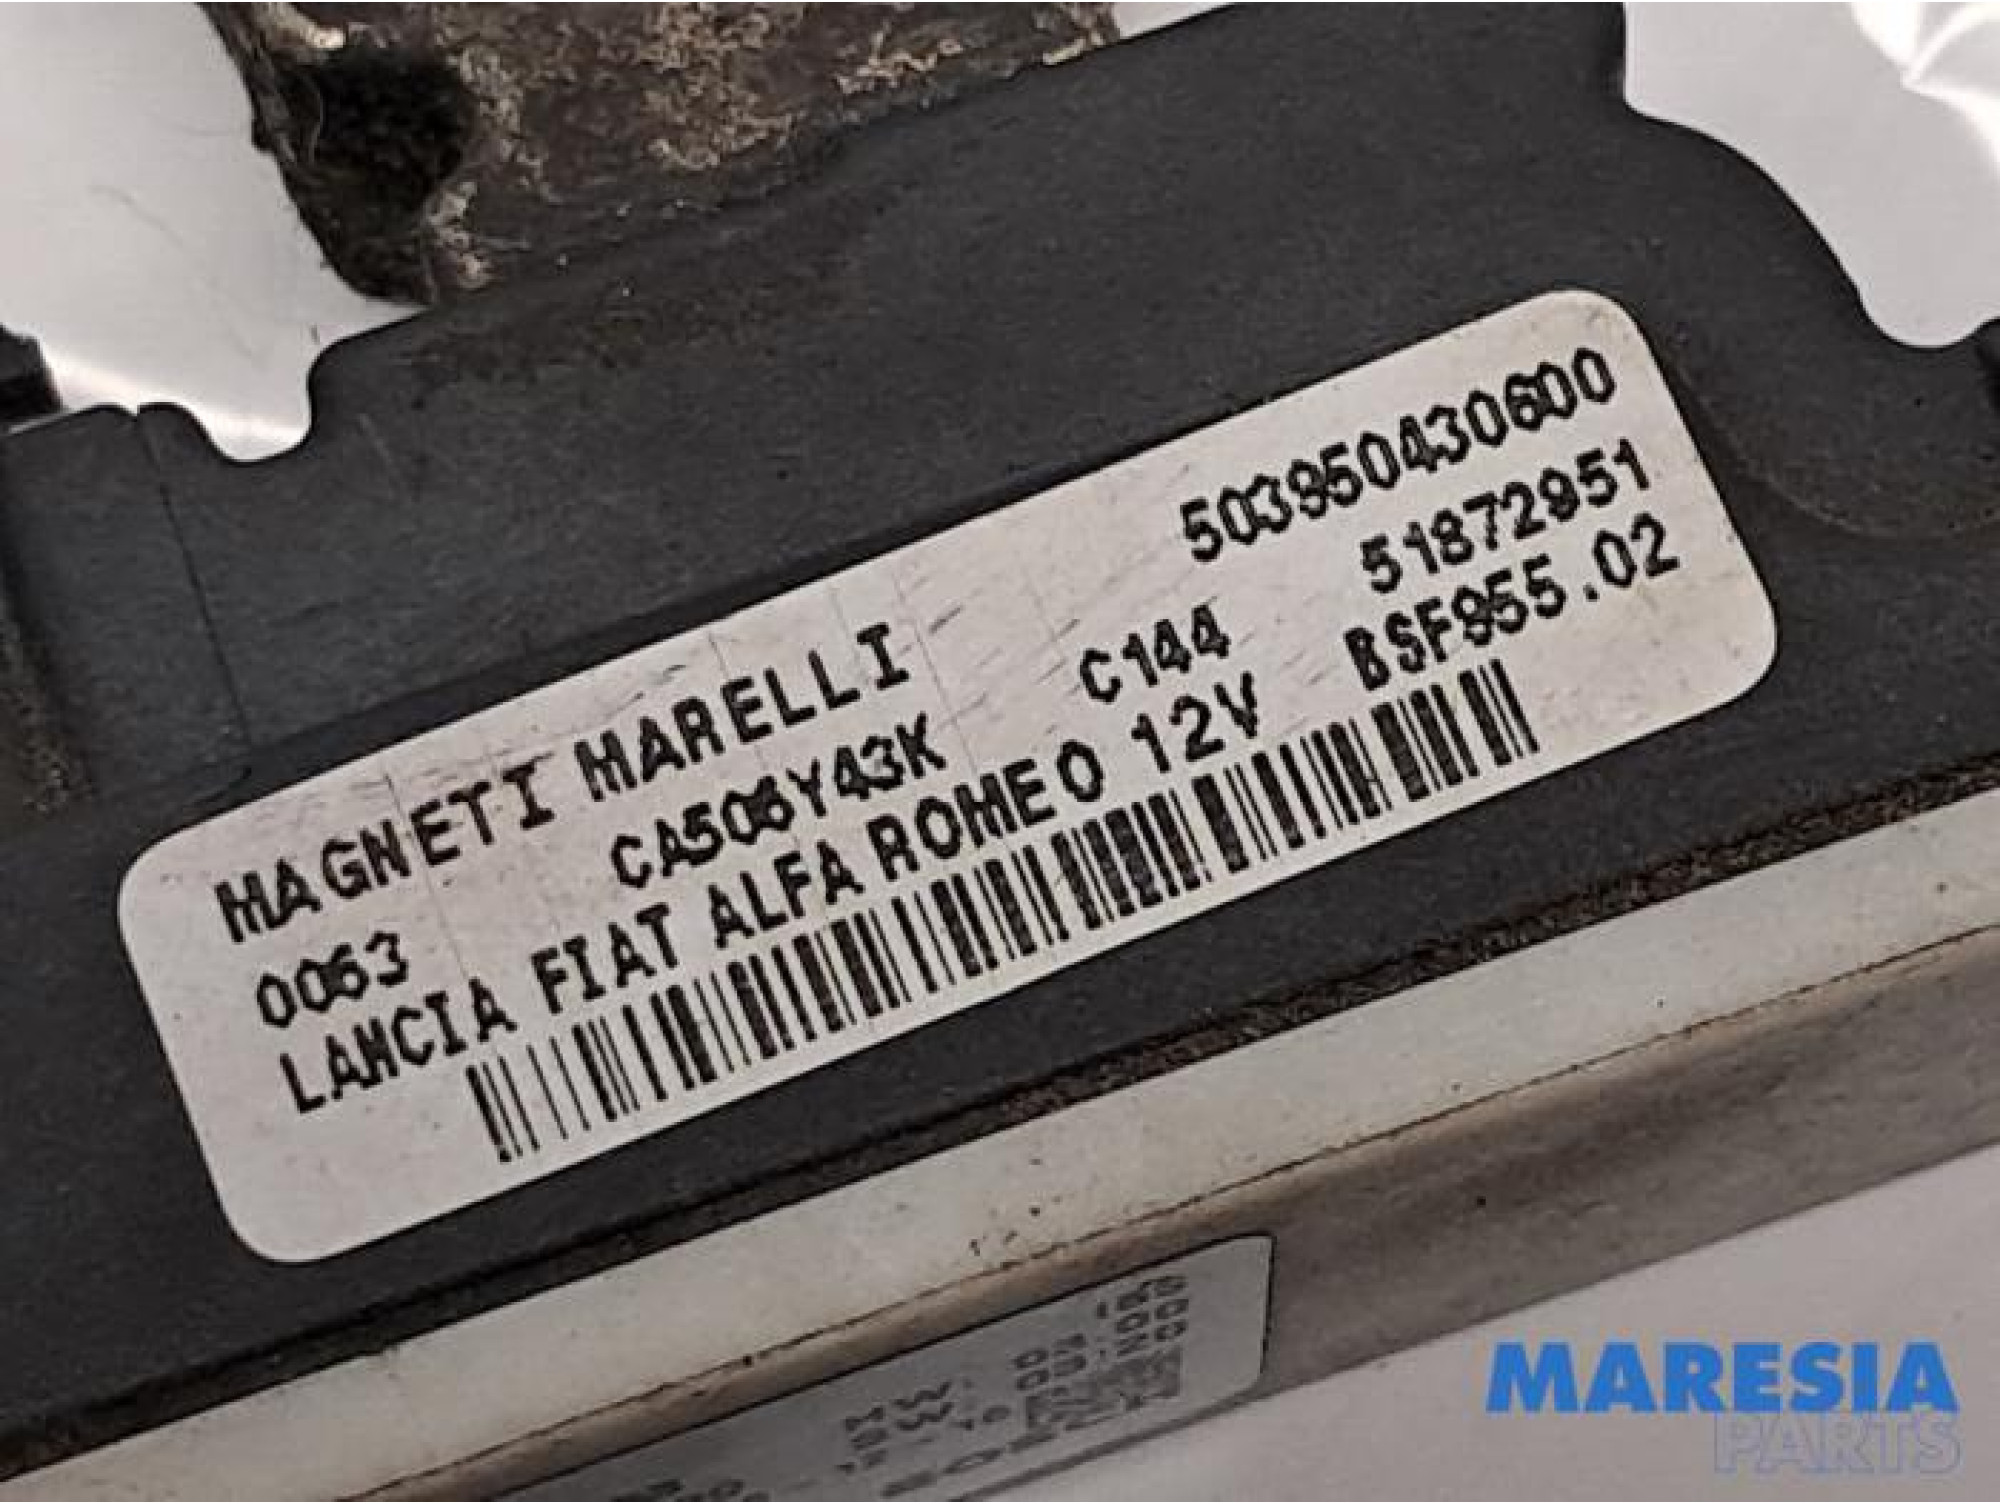 MAGNETI MARELLI 503950430600
0063 CA506Y43K C144 51872951
LANCIA FIAT ALFA ROMEO 12V BSF955.02
MARESIA
PARTS